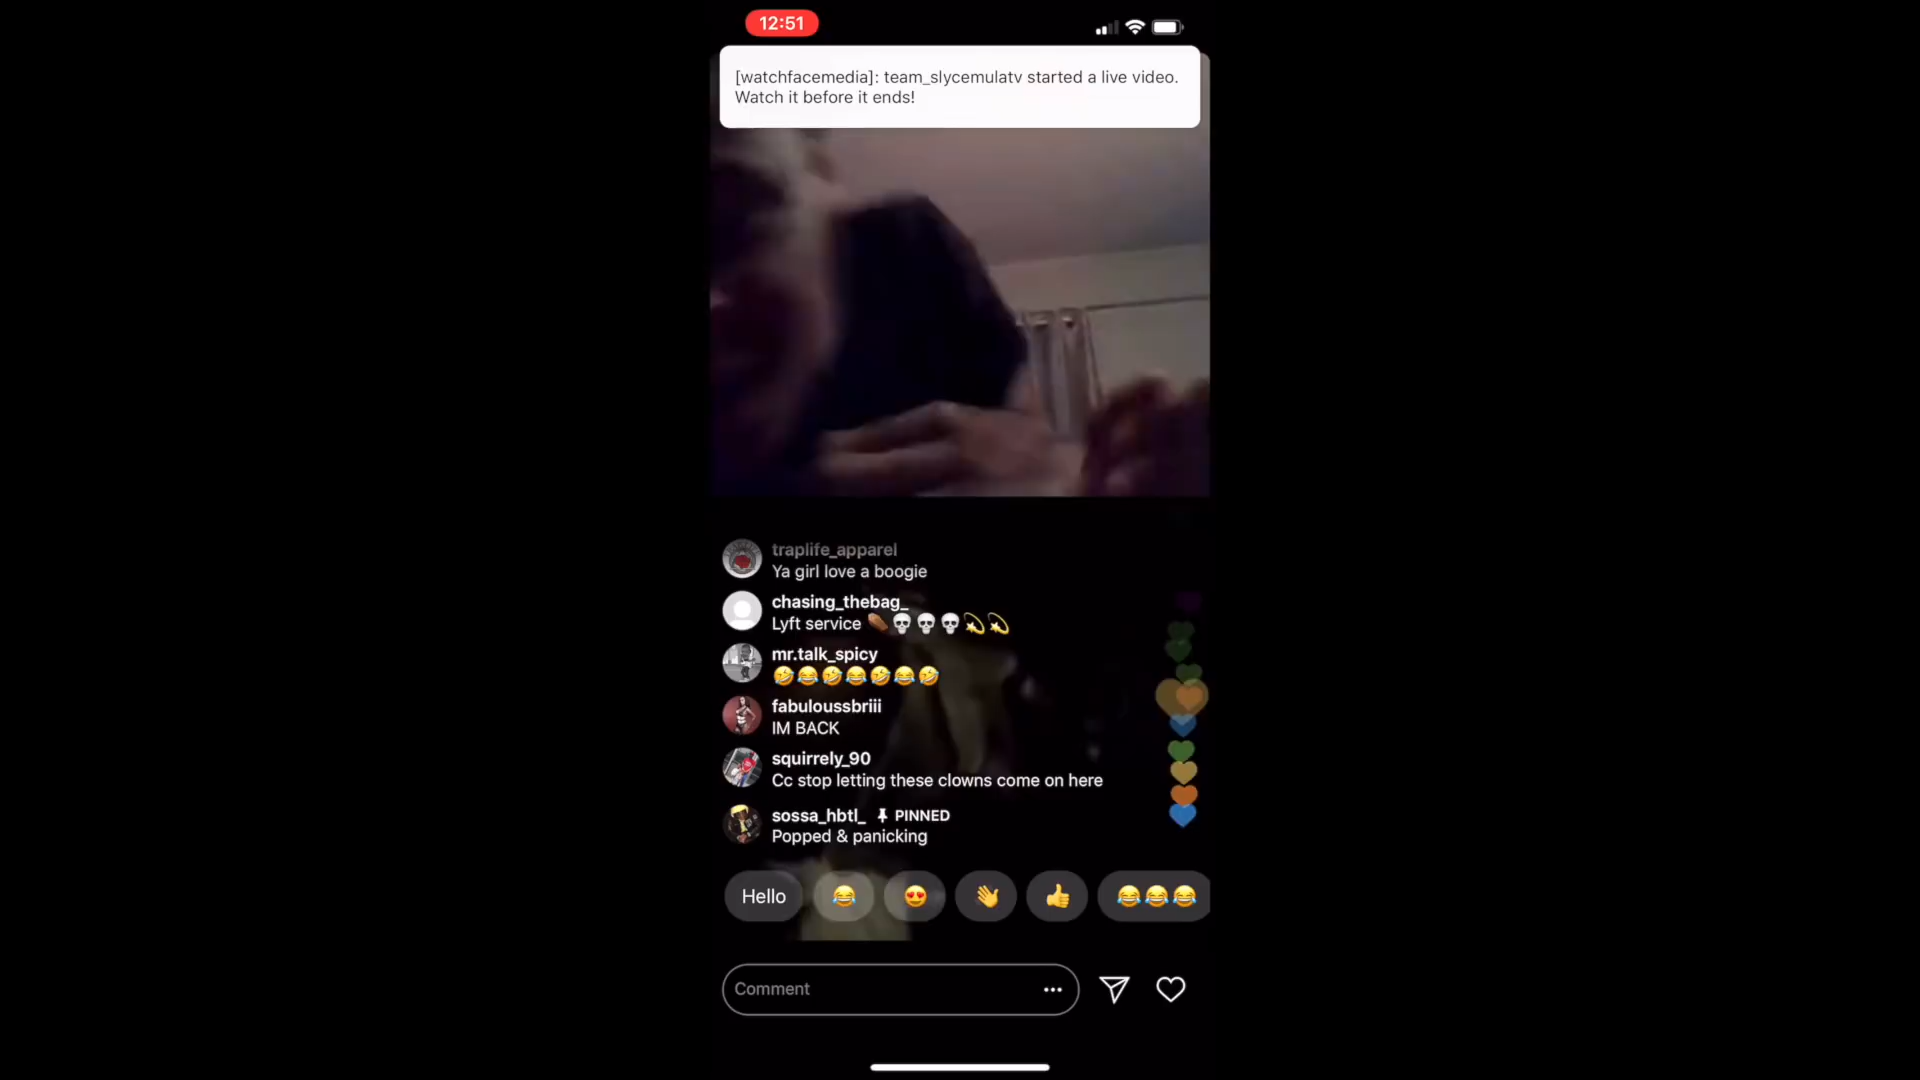 12:51
[watchfacemedia]: team_slycemulatv started a live video.
Watch it before it ends!
traplife_apparel
Ya girl love a boogie
chasing_thebag_
Lyft service ⚰️💀💀💀💫💫
mr.talk_spicy
🤣😂🤣😂🤣😂🤣
fabuloussbriii
IM BACK
squirrely_90
Cc stop letting these clowns come on here
sossa_hbtl_ PINNED
Popped & panicking
Hello 😂 😍 👋 👍 😂😂😂
Comment